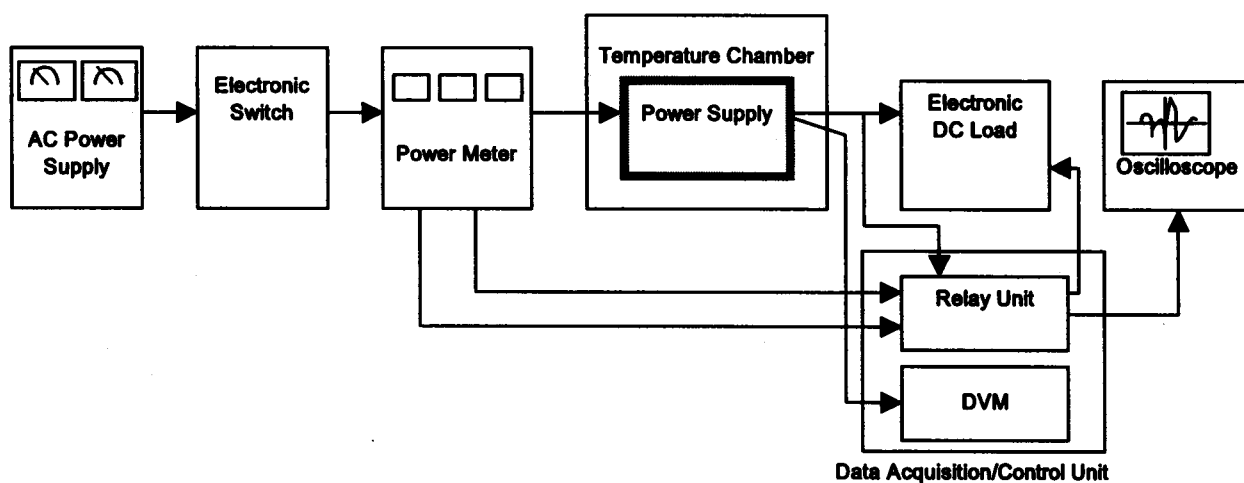 AC Power
Supply
Electronic
Switch
Power Meter
Temperature Chamber
Power Supply
Electronic
DC Load
Oscilloscope
Relay Unit
DVM
Data Acquisition/Control Unit